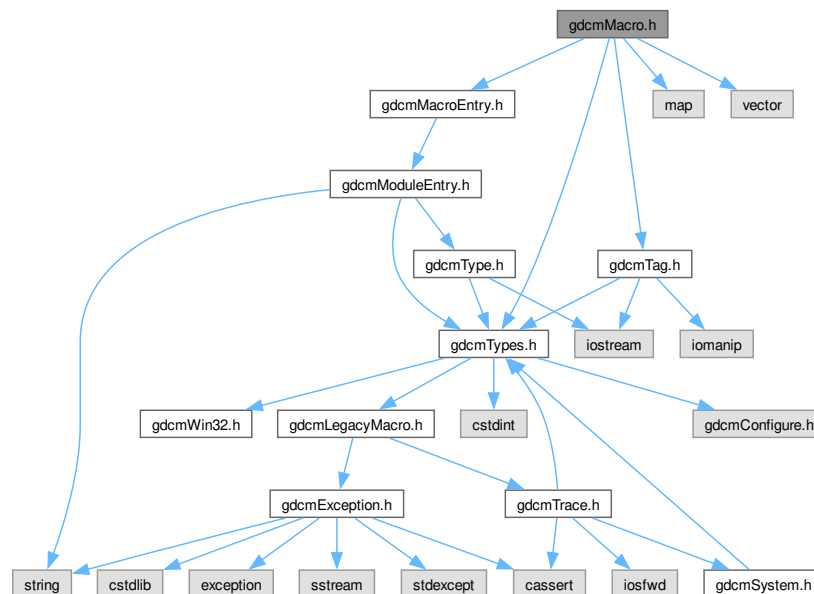 gdcmMacro.h
gdcmMacroEntry.h
map
vector
gdcmModuleEntry.h
gdcmType.h
gdcmTag.h
gdcmTypes.h
iostream
iomanip
gdcmWin32.h
gdcmLegacyMacro.h
cstdint
gdcmConfigure.h
gdcmException.h
gdcmTrace.h
string
cstdlib
exception
sstream
stdexcept
cassert
iosfwd
gdcmSystem.h